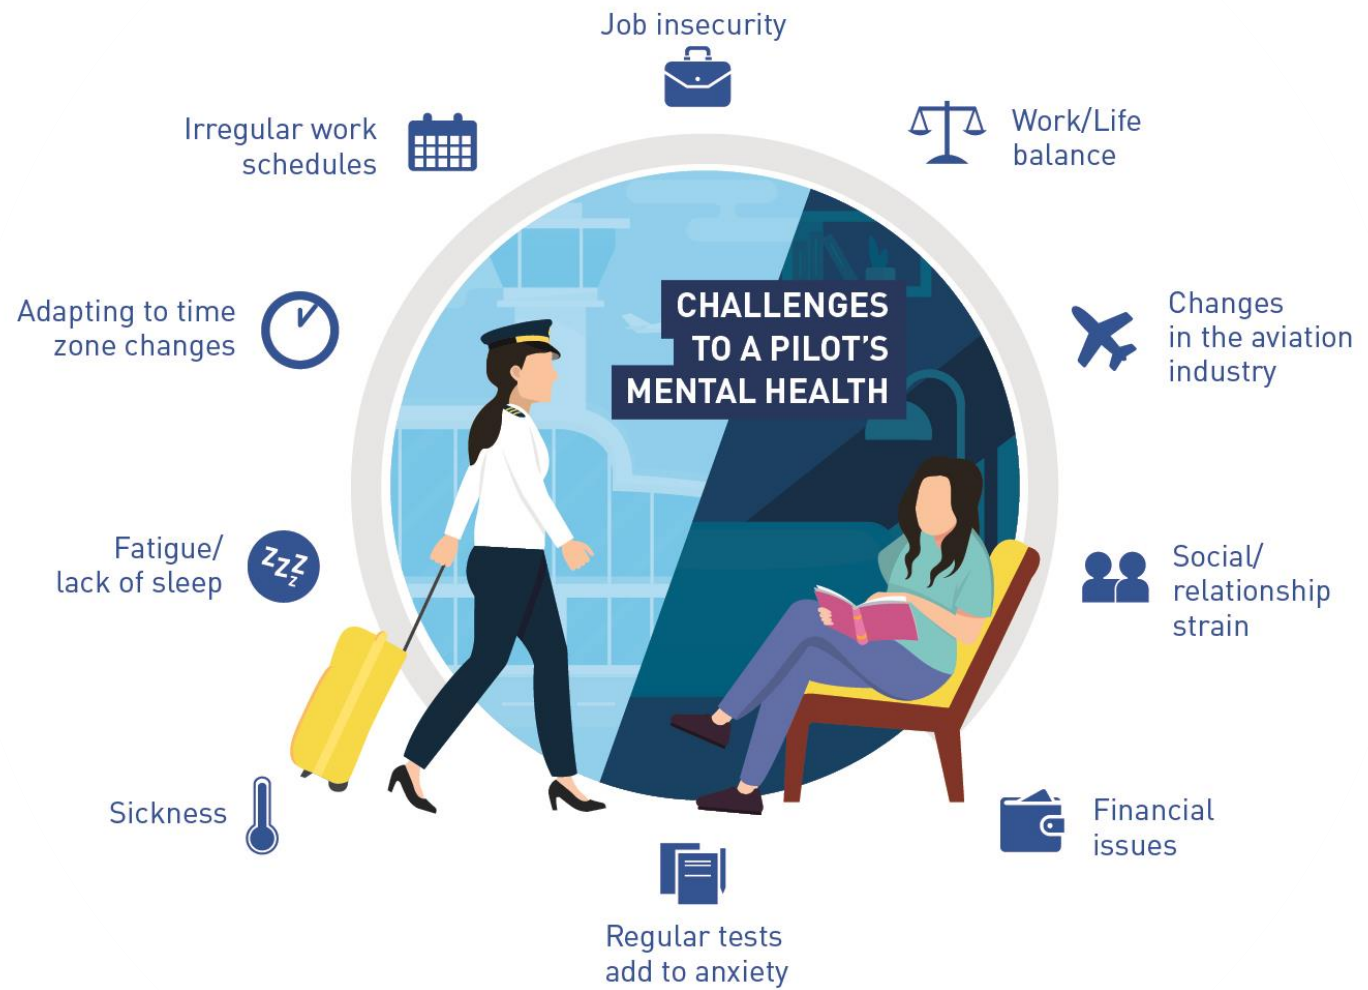 Job insecurity
Work/Life
balance
Changes
in the aviation
industry
Social/
relationship
strain
Financial
issues
Regular tests
add to anxiety
Sickness
Fatigue/
lack of sleep
ZZZ
z
Adapting to time
zone changes
Irregular work
schedules
CHALLENGES
TO A PILOT'S
MENTAL HEALTH